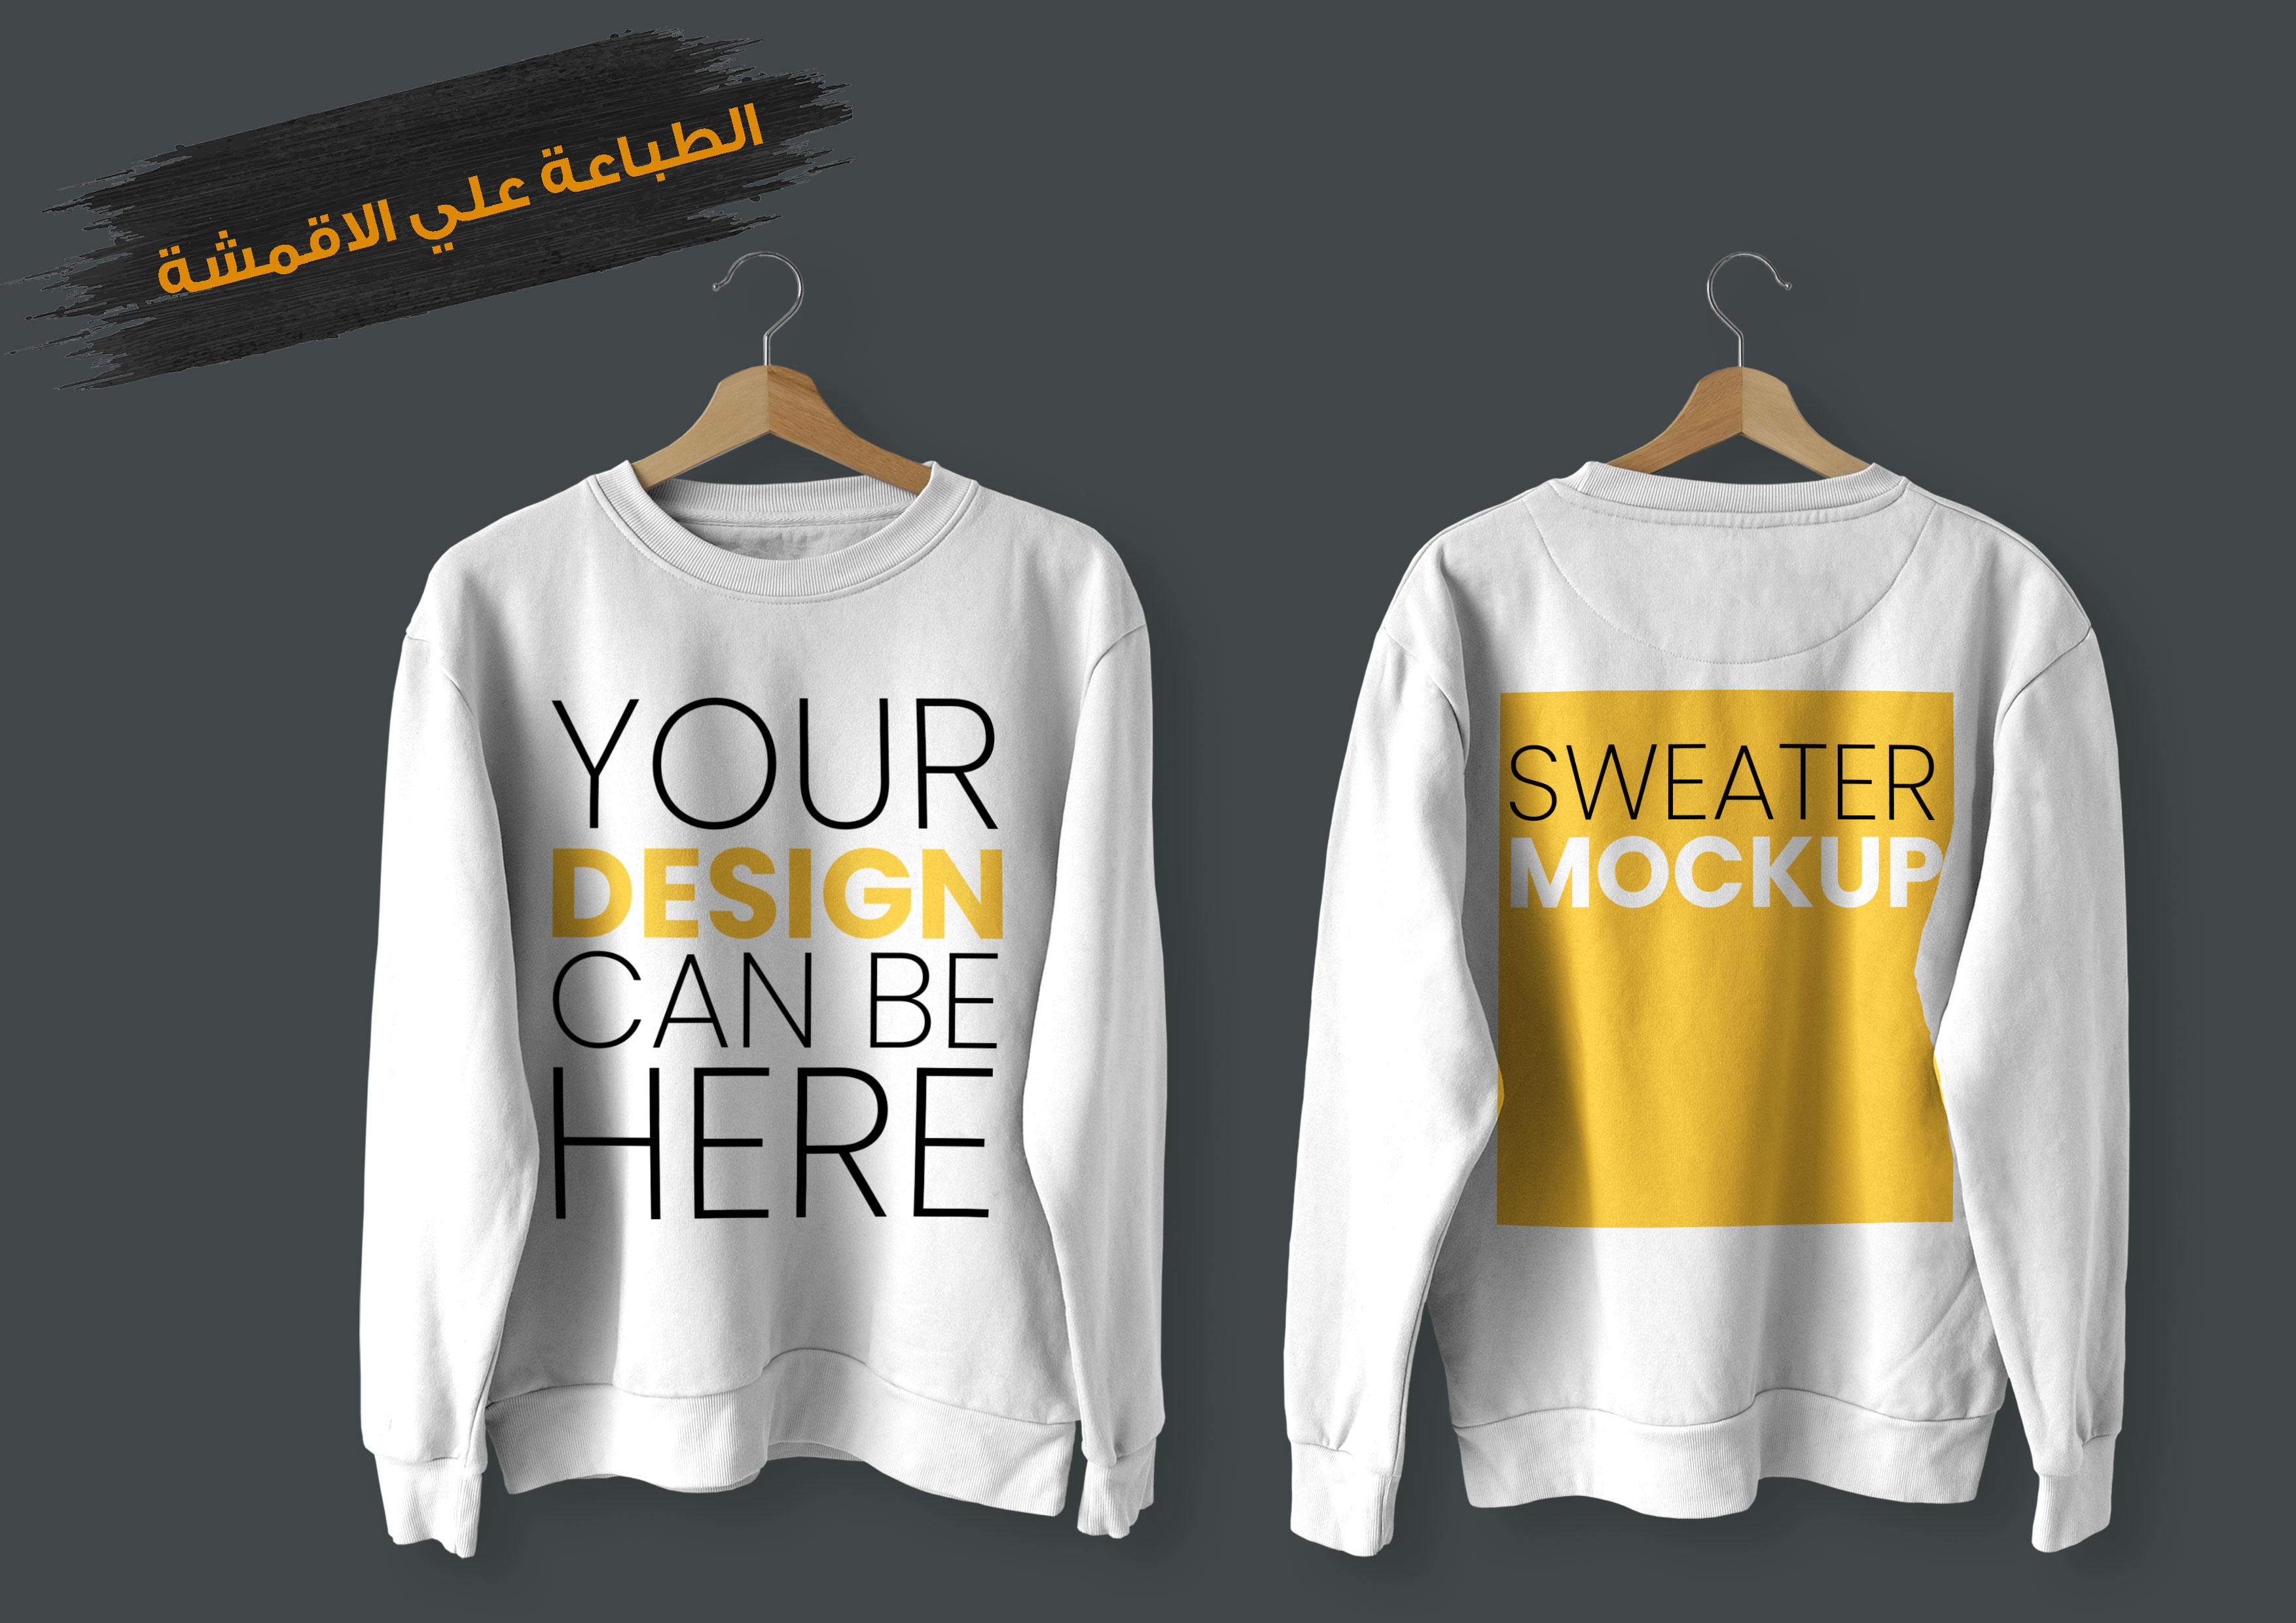 الطباعة علي الاقمشة
YOUR
DESIGN
CAN BE
HERE
SWEATER
MOCKUP